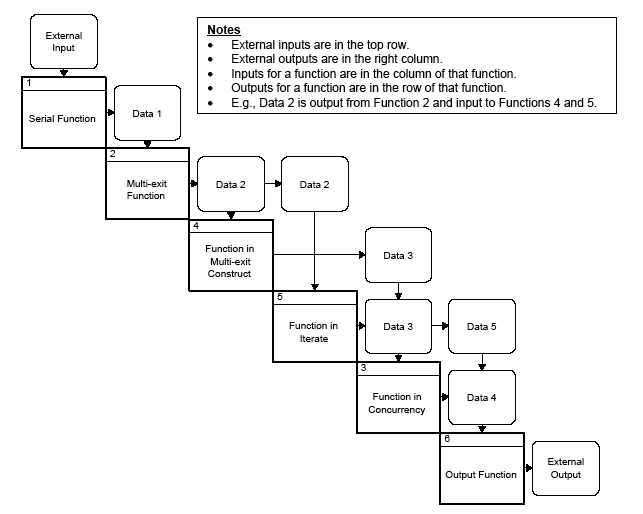 External
Input
Notes
• External inputs are in the top row.
• External outputs are in the right column.
• Inputs for a function are in the column of that function.
• Outputs for a function are in the row of that function.
• E.g., Data 2 is output from Function 2 and input to Functions 4 and 5.
1
Serial Function
Data 1
2
Multi-exit
Function
Data 2
Data 2
4
Function in
Multi-exit
Construct
Data 3
5
Function in
Iterate
Data 3
Data 5
3
Function in
Concurrency
Data 4
6
Output Function
External
Output